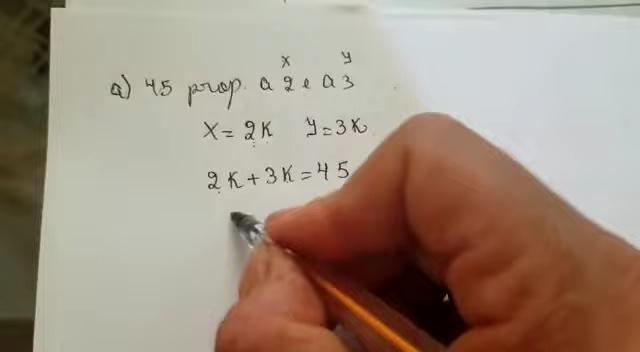 x y
a) 45 prop. a 2 e a 3
X = 2K Y = 3K
2K + 3K = 45